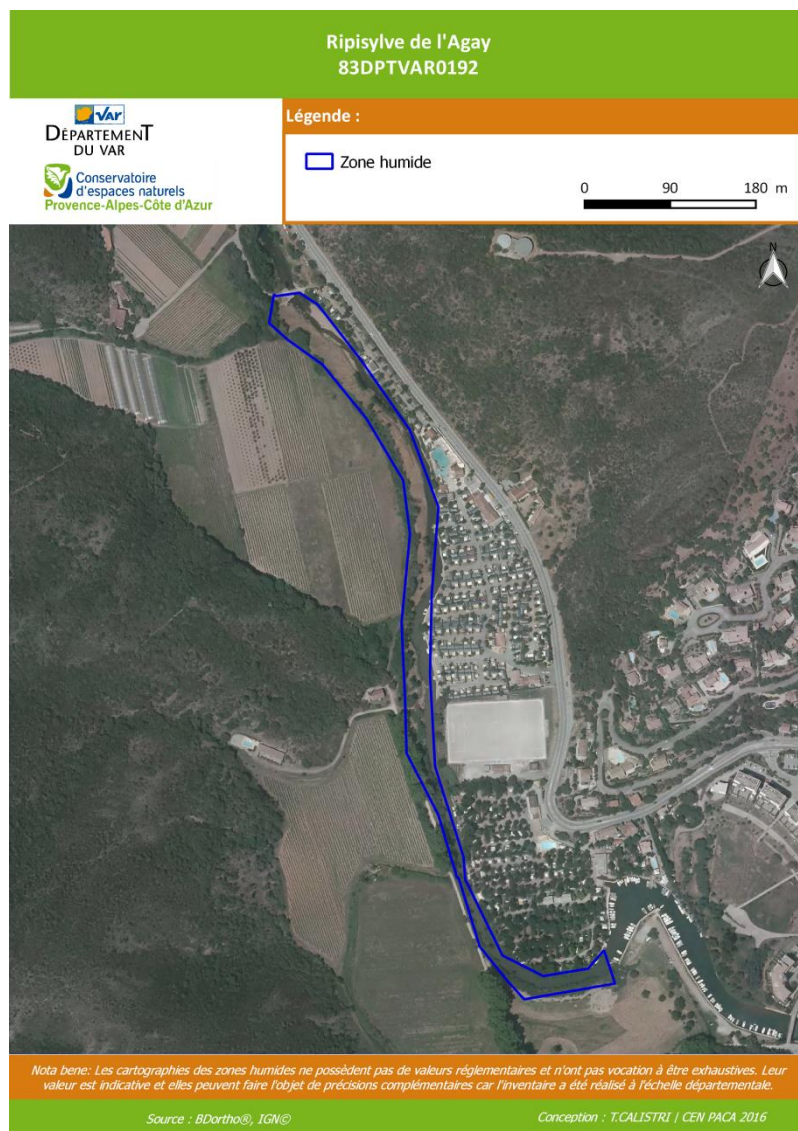 Ripisylve de l'Agay
83DPTVAR0192
VAR
DÉPARTEMENT
DU VAR
Conservatoire
d'espaces naturels
Provence-Alpes-Côte d'Azur
Légende :
Zone humide
0 90 180 m
N
Nota bene: Les cartographies des zones humides ne possèdent pas de valeurs réglementaires et n'ont pas vocation à être exhaustives. Leur
valeur est indicative et elles peuvent faire l'objet de précisions complémentaires car l'inventaire a été réalisé à l'échelle départementale.
Source : BDortho®, IGN©
Conception : T.CALISTRI | CEN PACA 2016